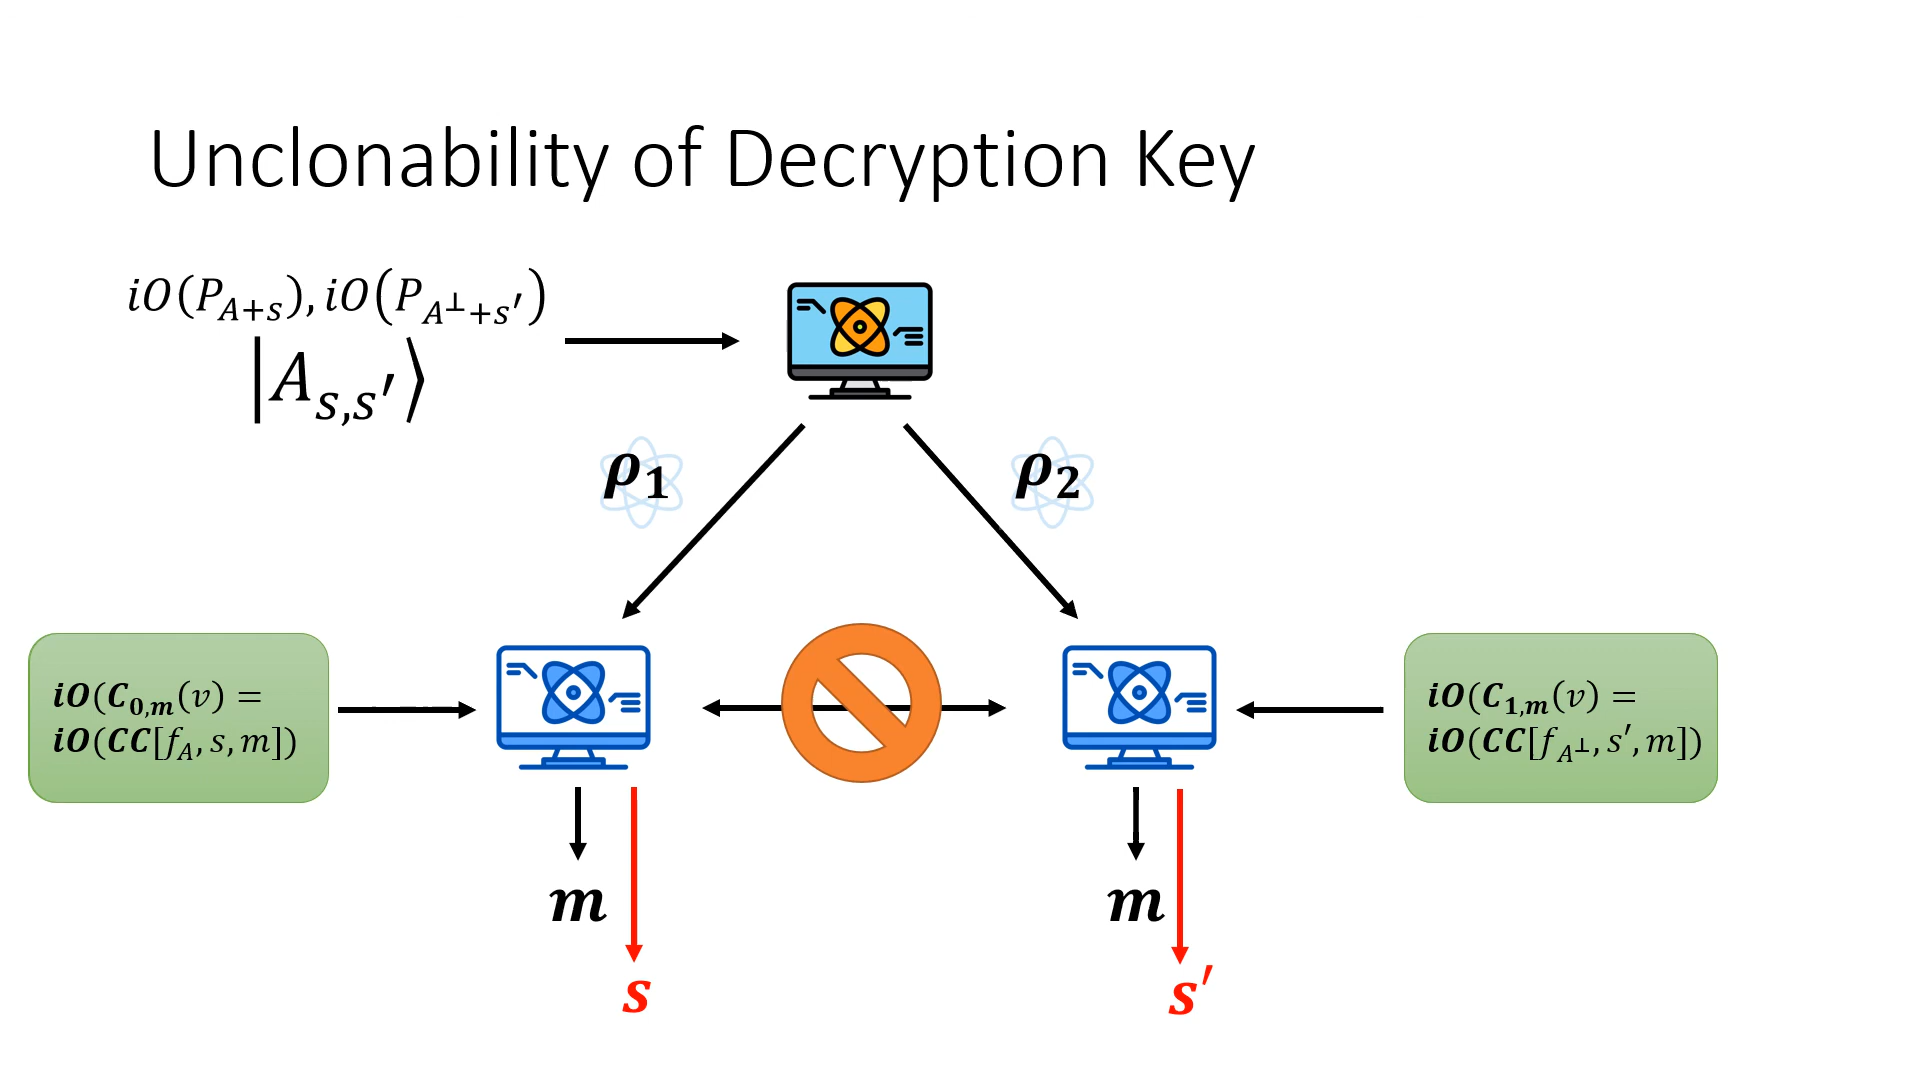 Unclonability of Decryption Key
iO(P_{A+s}), iO(P_{A^⊥+s′})
|A_{s,s′}⟩
ρ₁
ρ₂
iO(C_{0,m}(v) =
iO(CC[f_A, s, m])
iO(C_{1,m}(v) =
iO(CC[f_{A^⊥}, s′, m])
m
m
s
s′